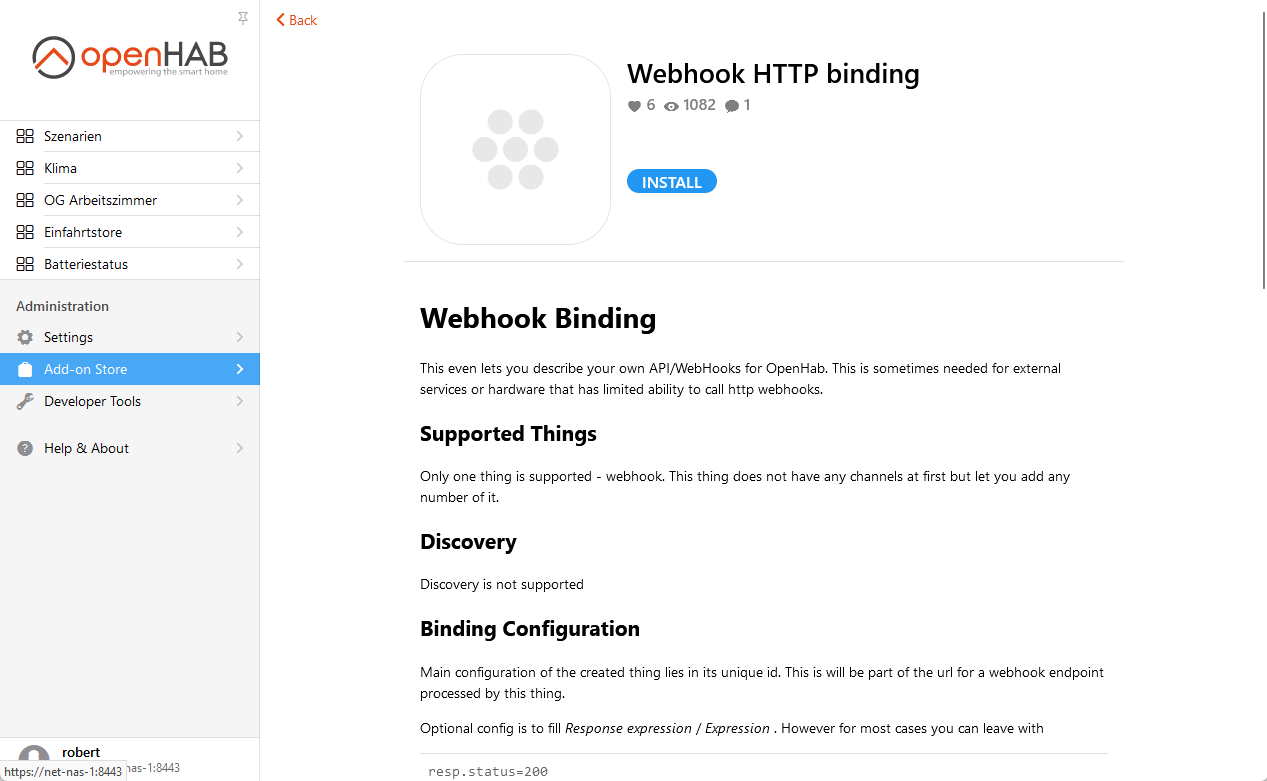 openHAB
empowering the smart home
Szenarien
Klima
OG Arbeitszimmer
Einfahrtstore
Batteriestatus
Administration
Settings
Add-on Store
Developer Tools
Help & About
robert
nas-1:8443
https://net-nas-1:8443
Back
Webhook HTTP binding
6 1082 1
INSTALL
Webhook Binding
This even lets you describe your own API/WebHooks for OpenHab. This is sometimes needed for external
services or hardware that has limited ability to call http webhooks.
Supported Things
Only one thing is supported - webhook. This thing does not have any channels at first but let you add any
number of it.
Discovery
Discovery is not supported
Binding Configuration
Main configuration of the created thing lies in its unique id. This is will be part of the url for a webhook endpoint
processed by this thing.
Optional config is to fill Response expression / Expression . However for most cases you can leave with
resp.status=200